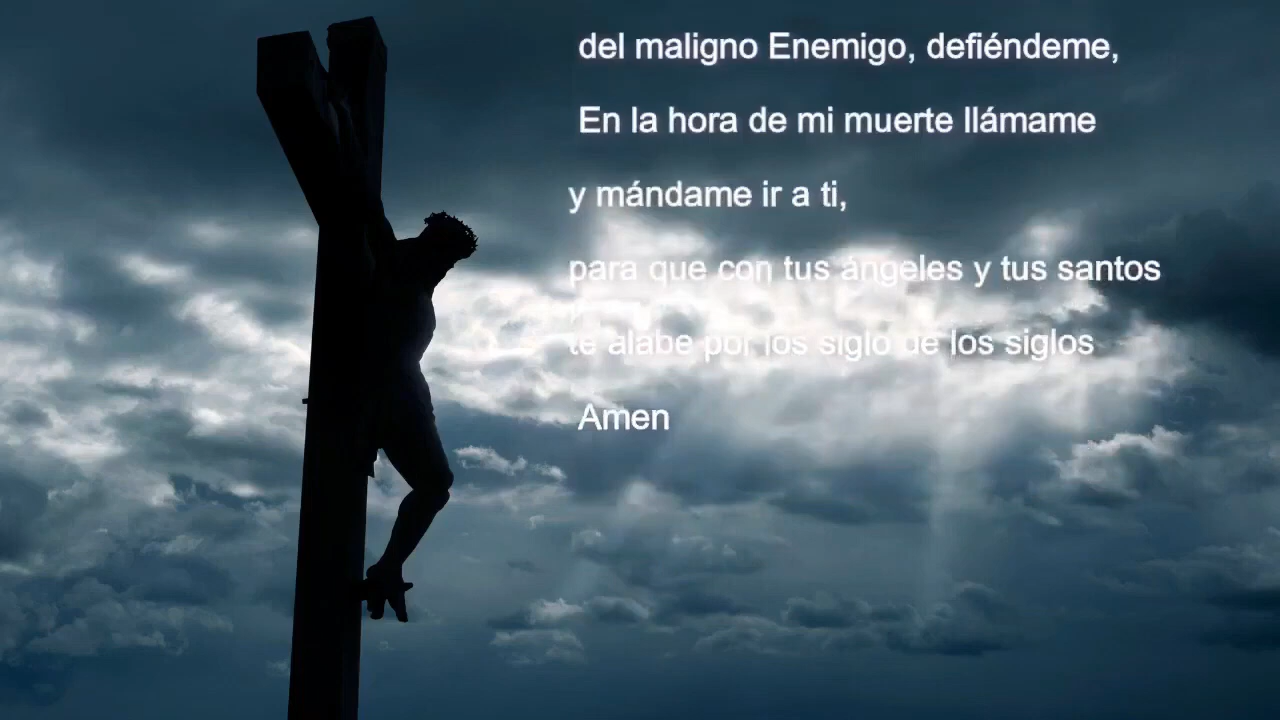 del maligno Enemigo, defiéndeme,
En la hora de mi muerte llámame
y mándame ir a ti,
para que con tus ángeles y tus santos
te alabe por los siglo de los siglos
Amen